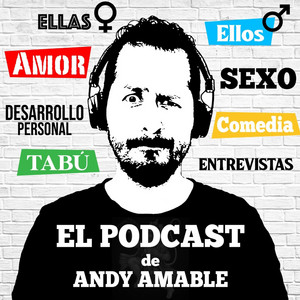 ELLAS
Ellos
AMOR
SEXO
DESARROLLO
PERSONAL
Comedia
TABÚ
ENTREVISTAS
EL PODCAST
de
ANDY AMABLE